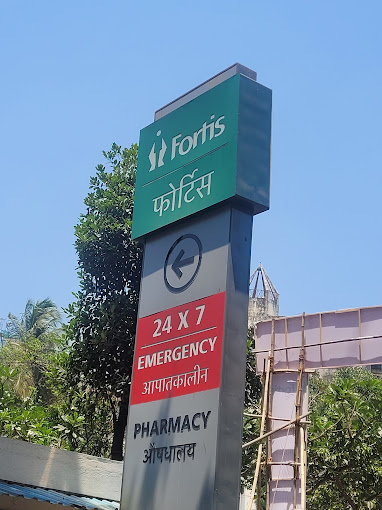 Fortis
फोर्टिस
24 X 7
EMERGENCY
आपातकालीन
PHARMACY
औषधालय